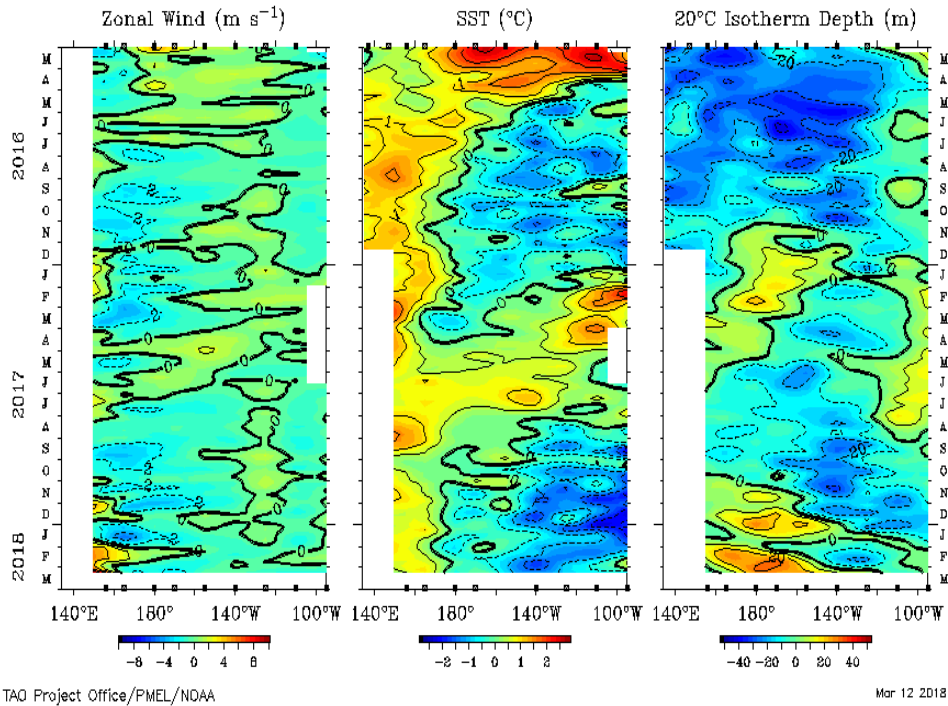 Zonal Wind (m s⁻¹) SST (°C) 20°C Isotherm Depth (m)
M
A
M
J
J
A
S
O
N
D
J
F
M
A
M
J
J
A
S
O
N
D
J
F
M
2016
2017
2018
M
A
M
J
J
A
S
O
N
D
J
F
M
A
M
J
J
A
S
O
N
D
J
F
M
140°E 180° 140°W 100°W 140°E 180° 140°W 100°W 140°E 180° 140°W 100°W
-8 -4 0 4 8 -2 -1 0 1 2 -40 -20 0 20 40
TAO Project Office/PMEL/NOAA Mar 12 2018